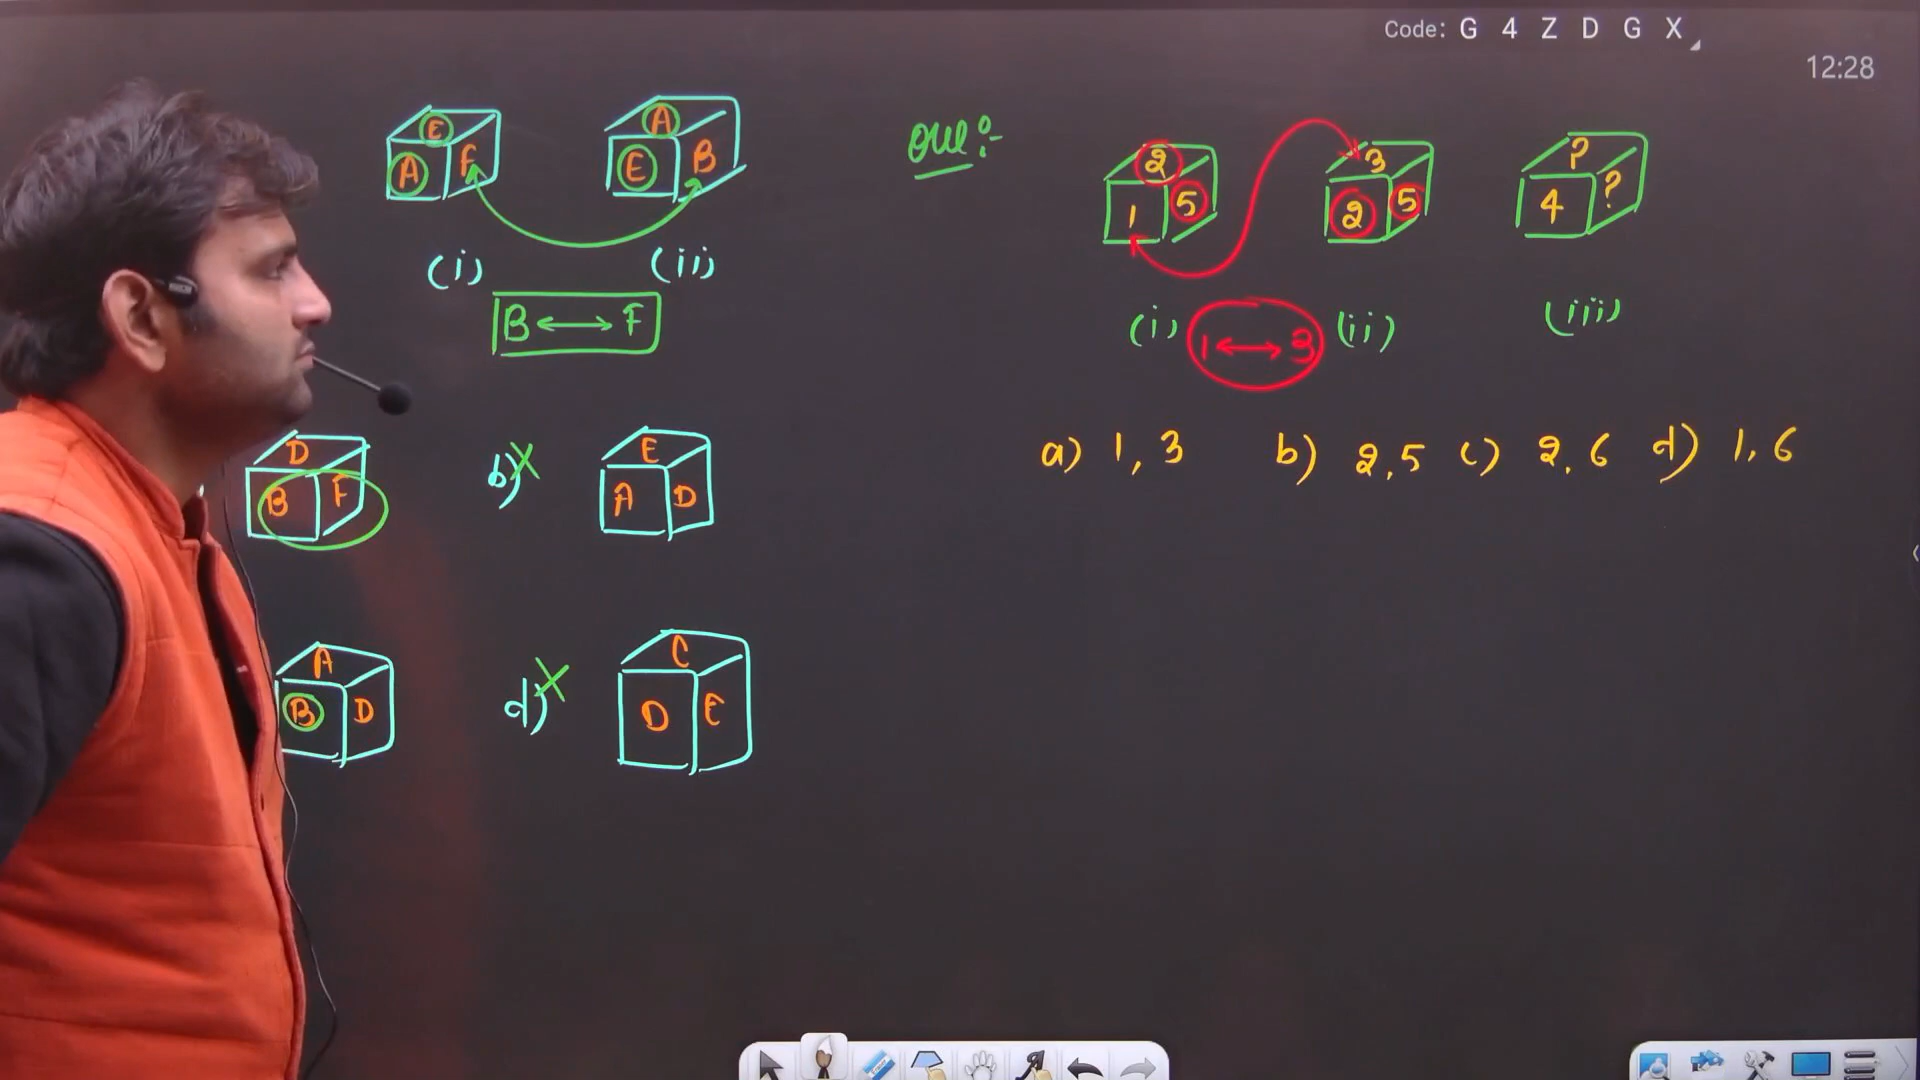 Code: G 4 Z D G X
12:28
E
A F
A
E B
(i) (ii)
B ⟷ F
D
B F
b)
E
A D
A
B D
d)
C
D E
Que:-
2
1 5
3
2 5
?
4 ?
(i) (ii) (iii)
1 ⟷ 3
a) 1, 3 b) 2,5 c) 2,6 d) 1,6